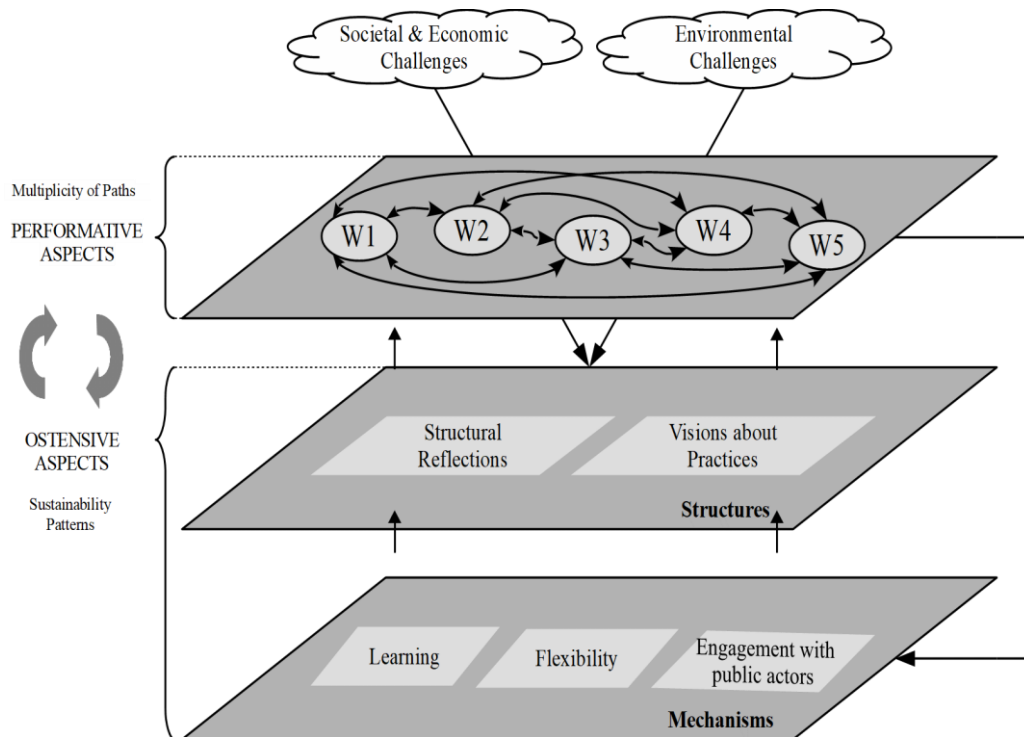 Societal & Economic
Challenges
Environmental
Challenges
Multiplicity of Paths
PERFORMATIVE
ASPECTS
W1
W2
W3
W4
W5
OSTENSIVE
ASPECTS
Sustainability
Patterns
Structural
Reflections
Visions about
Practices
Structures
Learning
Flexibility
Engagement with
public actors
Mechanisms